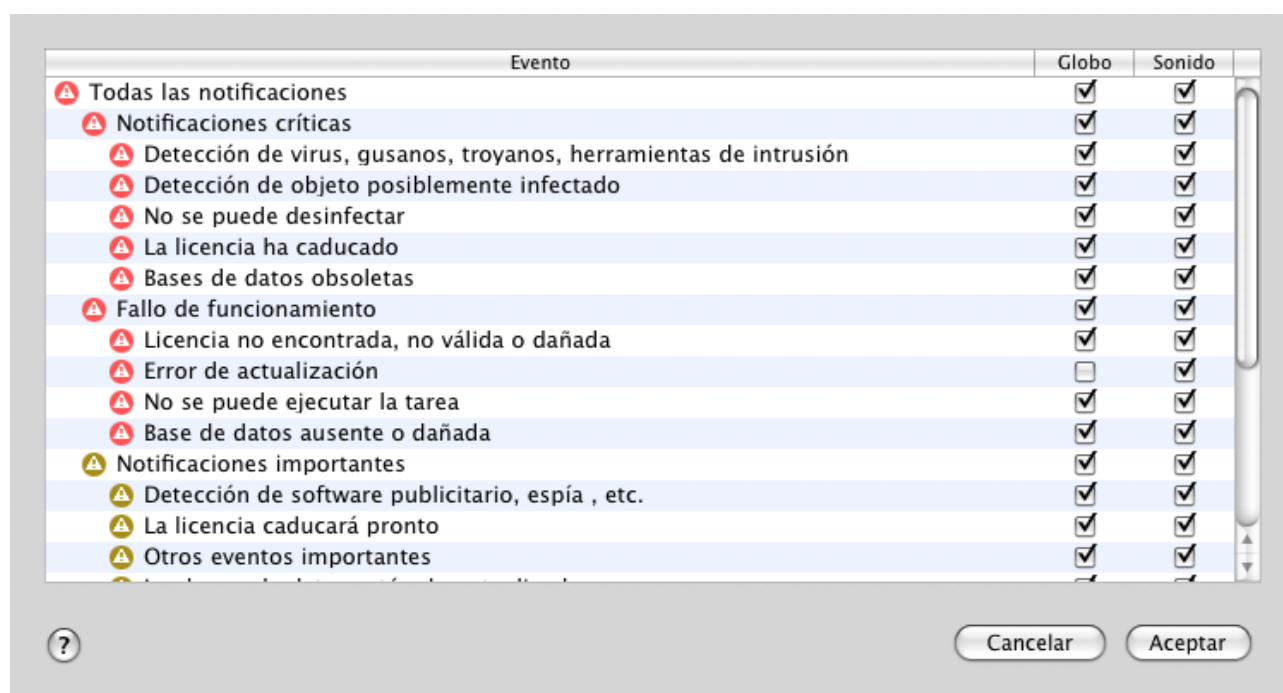 Evento Globo Sonido
Todas las notificaciones
Notificaciones críticas
Detección de virus, gusanos, troyanos, herramientas de intrusión
Detección de objeto posiblemente infectado
No se puede desinfectar
La licencia ha caducado
Bases de datos obsoletas
Fallo de funcionamiento
Licencia no encontrada, no válida o dañada
Error de actualización
No se puede ejecutar la tarea
Base de datos ausente o dañada
Notificaciones importantes
Detección de software publicitario, espía , etc.
La licencia caducará pronto
Otros eventos importantes
? Cancelar Aceptar